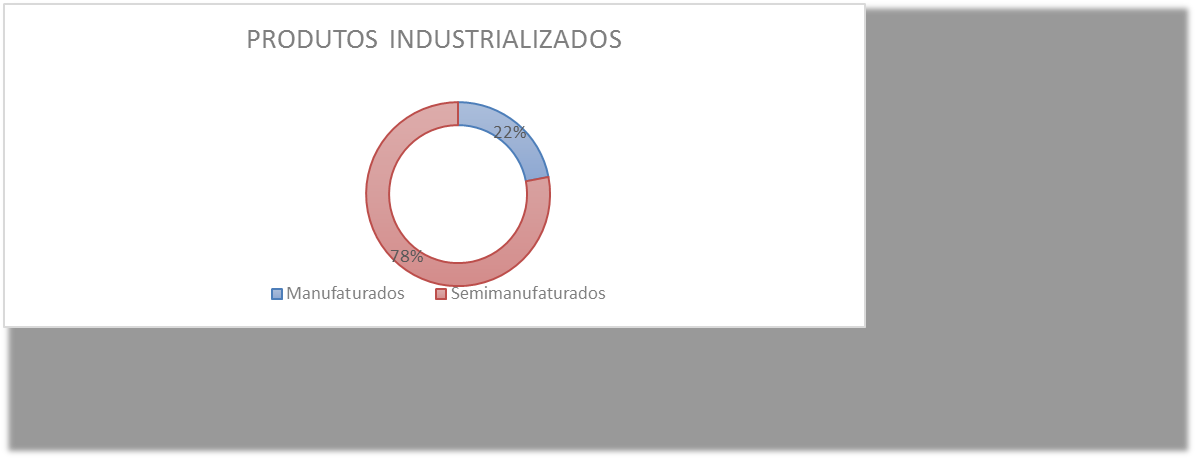 PRODUTOS INDUSTRIALIZADOS
22%
78%
Manufaturados Semimanufaturados